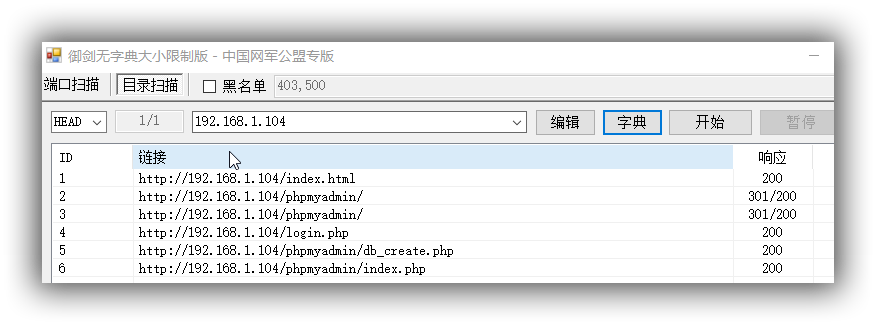 御剑无字典大小限制版 - 中国网军公盟专版
端口扫描 目录扫描 黑名单 403,500
HEAD 1/1 192.168.1.104 编辑 字典 开始 暂停
ID 链接 响应
1 http://192.168.1.104/index.html 200
2 http://192.168.1.104/phpmyadmin/ 301/200
3 http://192.168.1.104/phpmyadmin/ 301/200
4 http://192.168.1.104/login.php 200
5 http://192.168.1.104/phpmyadmin/db_create.php 200
6 http://192.168.1.104/phpmyadmin/index.php 200